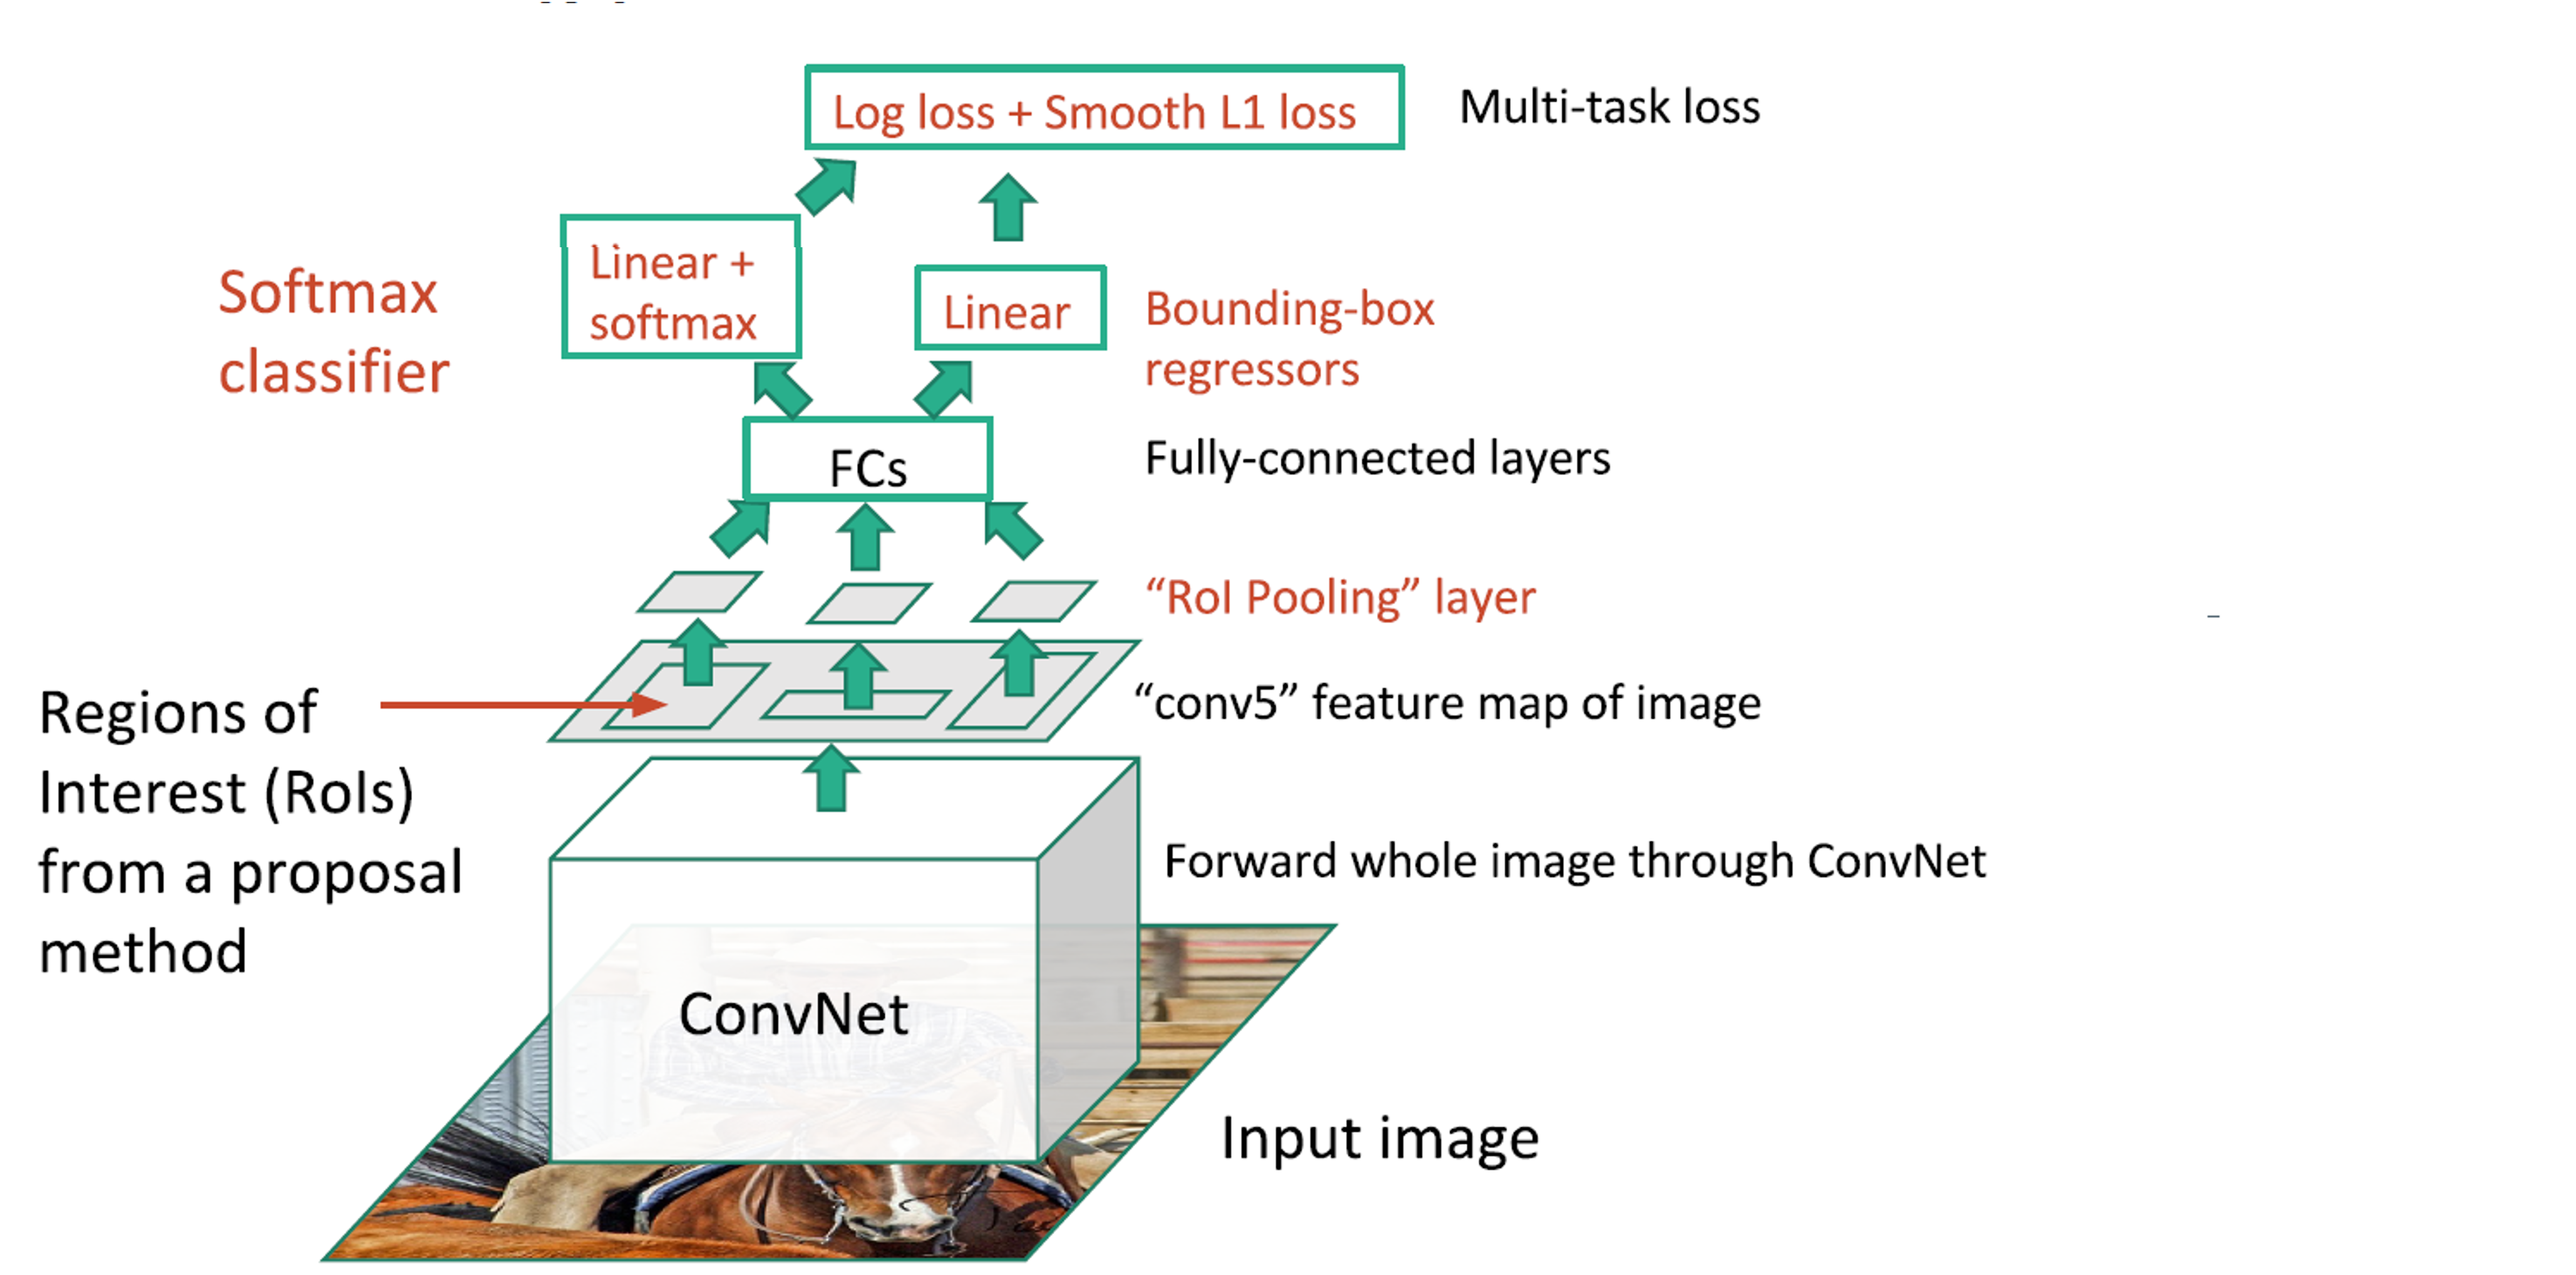 Log loss + Smooth L1 loss
Multi-task loss
Linear +
softmax
Softmax
classifier
Linear
Bounding-box
regressors
FCs
Fully-connected layers
“RoI Pooling” layer
Regions of
Interest (RoIs)
from a proposal
method
“conv5” feature map of image
Forward whole image through ConvNet
ConvNet
Input image